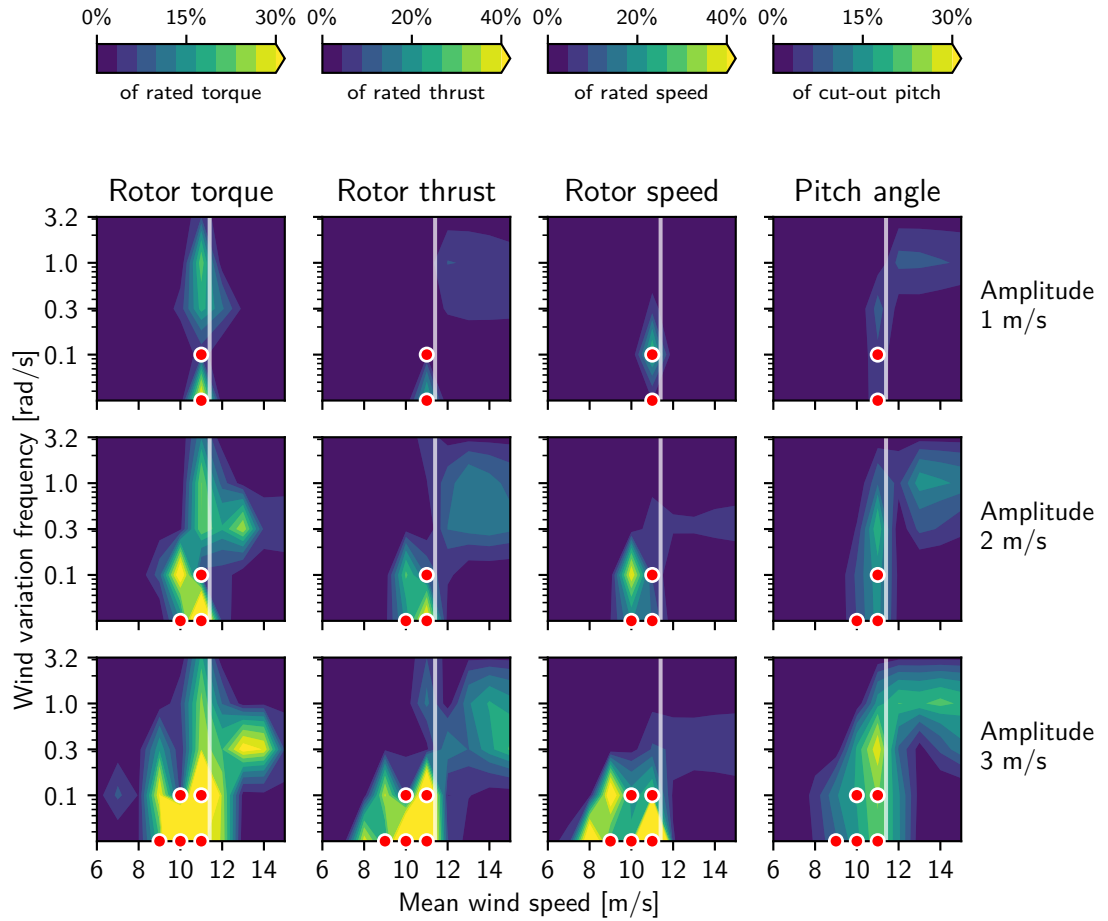 0% 15% 30% 0% 20% 40% 0% 20% 40% 0% 15% 30%
of rated torque of rated thrust of rated speed of cut-out pitch
Rotor torque Rotor thrust Rotor speed Pitch angle
3.2
1.0
0.3
0.1
Amplitude
1 m/s
Wind variation frequency [rad/s]
3.2
1.0
0.3
0.1
Amplitude
2 m/s
3.2
1.0
0.3
0.1
Amplitude
3 m/s
6 8 10 12 14 6 8 10 12 14 6 8 10 12 14 6 8 10 12 14
Mean wind speed [m/s]